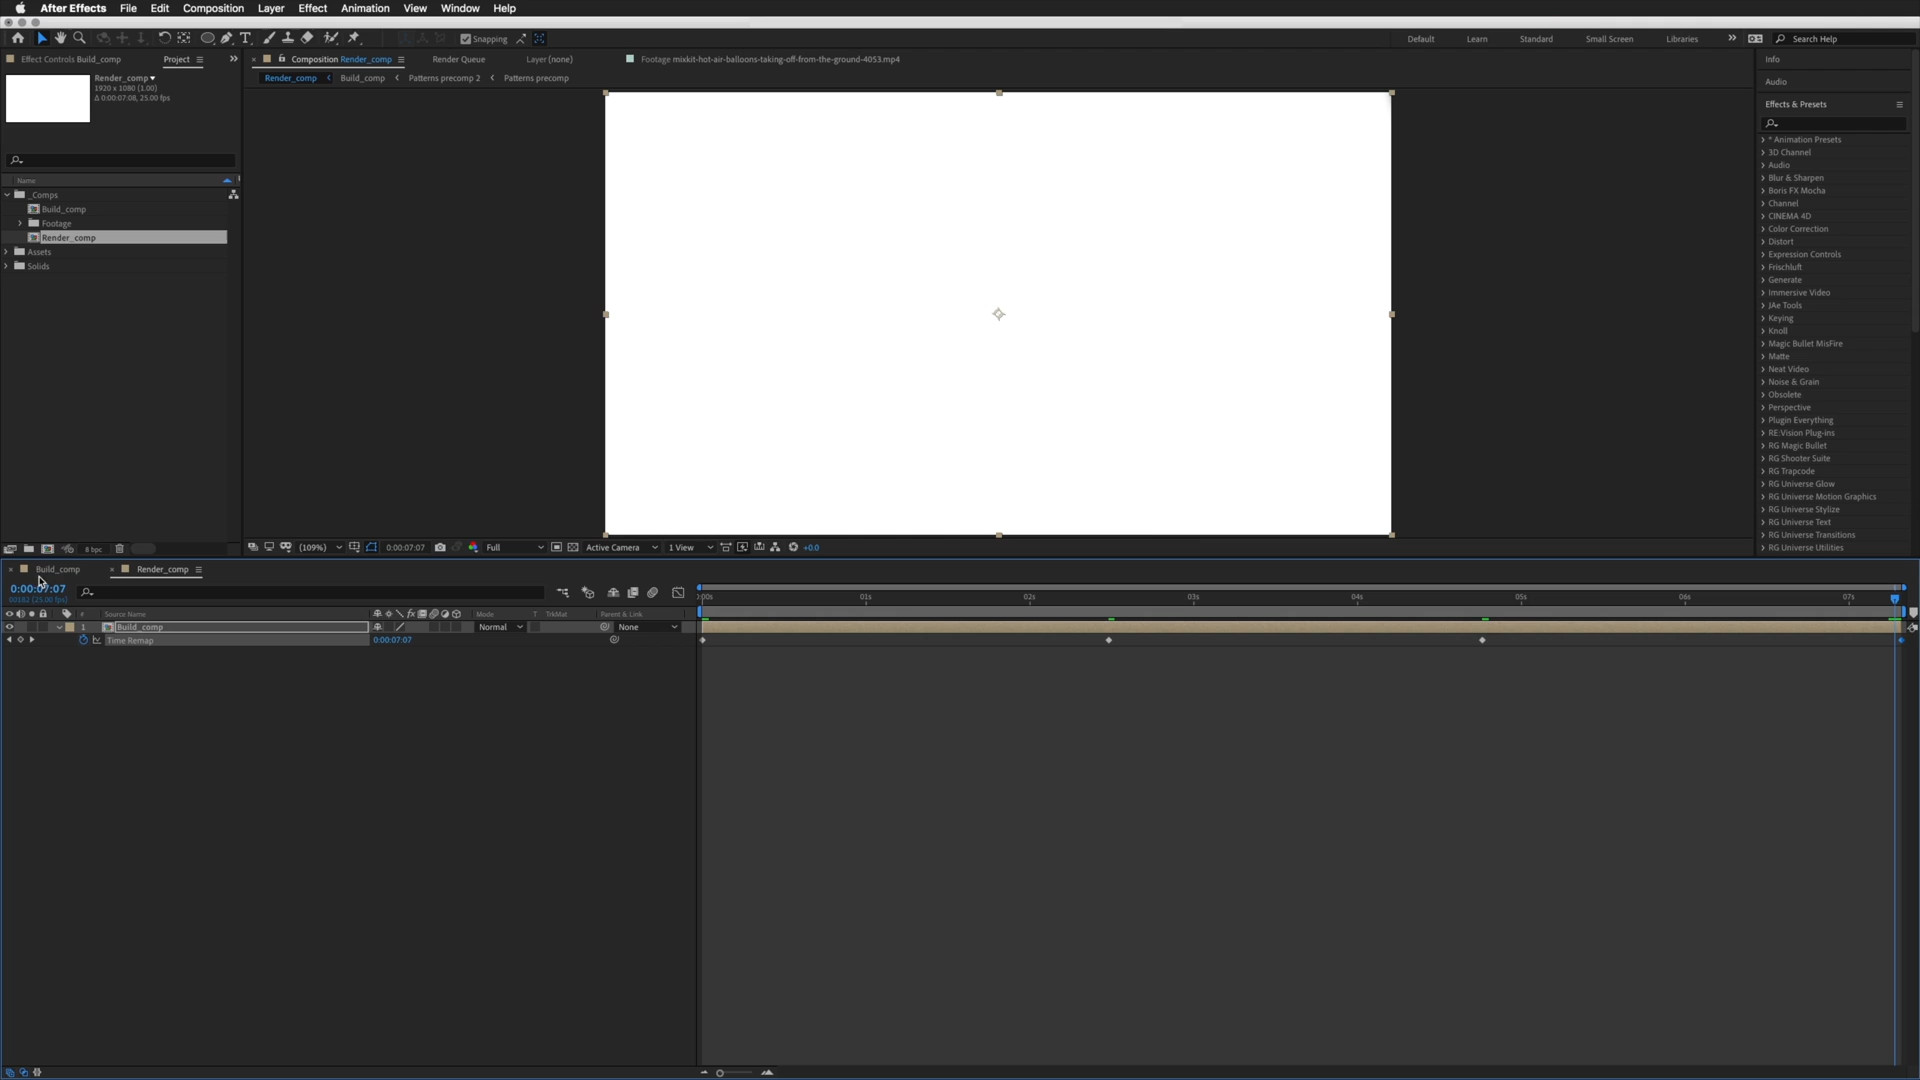 After Effects File Edit Composition Layer Effect Animation View Window Help
Snapping
Default Learn Standard Small Screen Libraries Search Help
Effect Controls Build_comp Project
Composition Render_comp Render Queue Layer (none) Footage mixkit-hot-air-balloons-taking-off-from-the-ground-4053.mp4
Render_comp Build_comp Patterns precomp 2 Patterns precomp
Render_comp
1920 x 1080 (1.00)
Δ 0:00:07:08, 25.00 fps
Name
_Comps
Build_comp
Footage
Render_comp
Assets
Solids
8 bpc
(109%) 0:00:07:07 Full Active Camera 1 View +0.0
Info
Audio
Effects & Presets
* Animation Presets
3D Channel
Audio
Blur & Sharpen
Boris FX Mocha
Channel
CINEMA 4D
Color Correction
Distort
Expression Controls
Frischluft
Generate
Immersive Video
JAe Tools
Keying
Knoll
Magic Bullet MisFire
Matte
Neat Video
Noise & Grain
Obsolete
Perspective
Plugin Everything
RE:Vision Plug-ins
RG Magic Bullet
RG Shooter Suite
RG Trapcode
RG Universe Glow
RG Universe Motion Graphics
RG Universe Stylize
RG Universe Text
RG Universe Transitions
RG Universe Utilities
Build_comp Render_comp
0:00:07:07
00182 (25.00 fps)
:00s 01s 02s 03s 04s 05s 06s 07s
# Source Name Mode T TrkMat Parent & Link
1 Build_comp Normal None
Time Remap 0:00:07:07